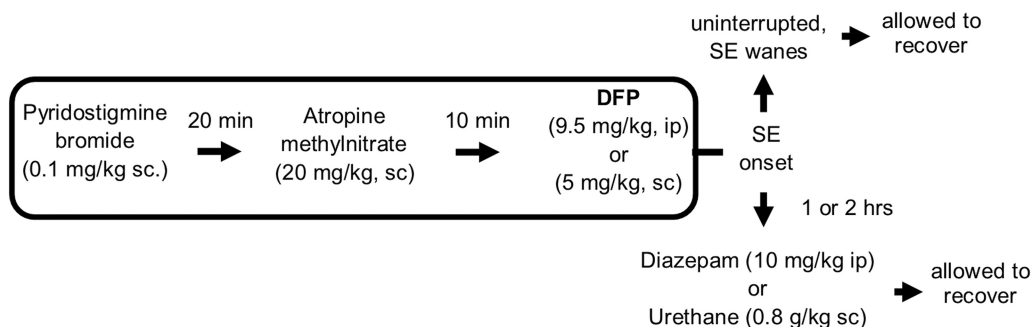 Pyridostigmine
bromide
(0.1 mg/kg sc.)
20 min
Atropine
methylnitrate
(20 mg/kg, sc)
10 min
DFP
(9.5 mg/kg, ip)
or
(5 mg/kg, sc)
SE
onset
uninterrupted,
SE wanes
allowed to
recover
1 or 2 hrs
Diazepam (10 mg/kg ip)
or
Urethane (0.8 g/kg sc)
allowed to
recover